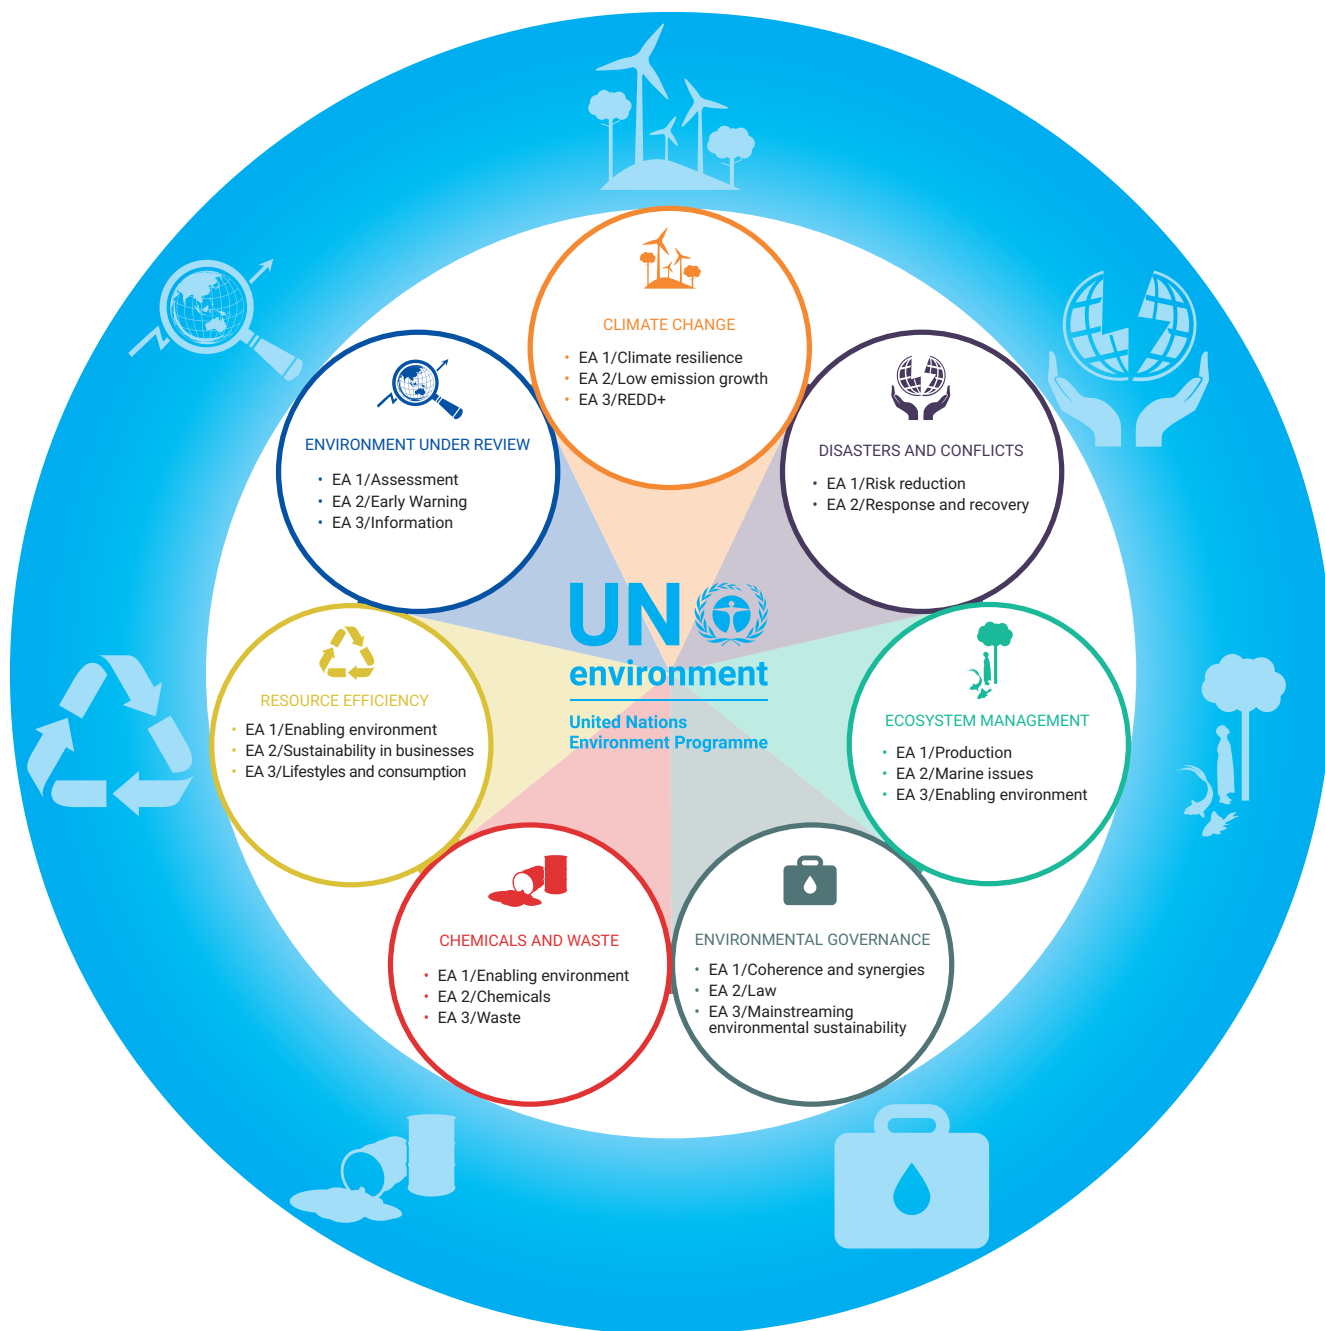 CLIMATE CHANGE
• EA 1/Climate resilience
• EA 2/Low emission growth
• EA 3/REDD+
DISASTERS AND CONFLICTS
• EA 1/Risk reduction
• EA 2/Response and recovery
ECOSYSTEM MANAGEMENT
• EA 1/Production
• EA 2/Marine issues
• EA 3/Enabling environment
ENVIRONMENTAL GOVERNANCE
• EA 1/Coherence and synergies
• EA 2/Law
• EA 3/Mainstreaming
environmental sustainability
CHEMICALS AND WASTE
• EA 1/Enabling environment
• EA 2/Chemicals
• EA 3/Waste
RESOURCE EFFICIENCY
• EA 1/Enabling environment
• EA 2/Sustainability in businesses
• EA 3/Lifestyles and consumption
ENVIRONMENT UNDER REVIEW
• EA 1/Assessment
• EA 2/Early Warning
• EA 3/Information
UN
environment
United Nations
Environment Programme